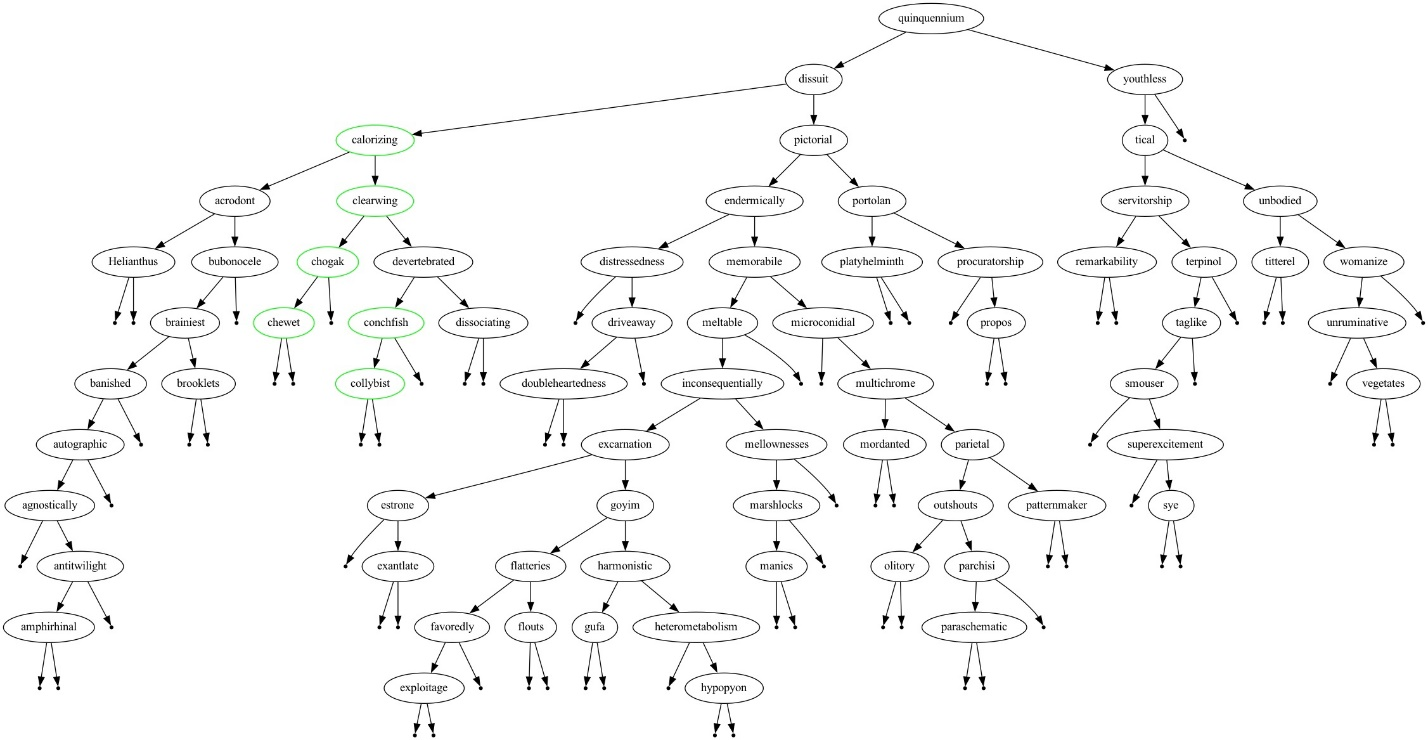 quinquennium
dissuit youthless
calorizing pictorial tical
acrodont clearwing endermically portolan servitorship unbodied
Helianthus bubonocele chogak devertebrated distressedness memorabile platyhelminth procuratorship remarkability terpinol titterel womanize
brainiest chewet conchfish dissociating driveaway meltable microconidial propos taglike unruminative
banished brooklets collybist doubleheartedness inconsequentially multichrome smouser vegetates
autographic excarnation mellownesses mordanted parietal superexcitement
agnostically estrone goyim marshlocks outshouts patternmaker sye
antitwilight exantlate flatteries harmonistic manics olitory parchisi
amphirhinal favoredly flouts gufa heterometabolism paraschematic
exploitage hypopyon